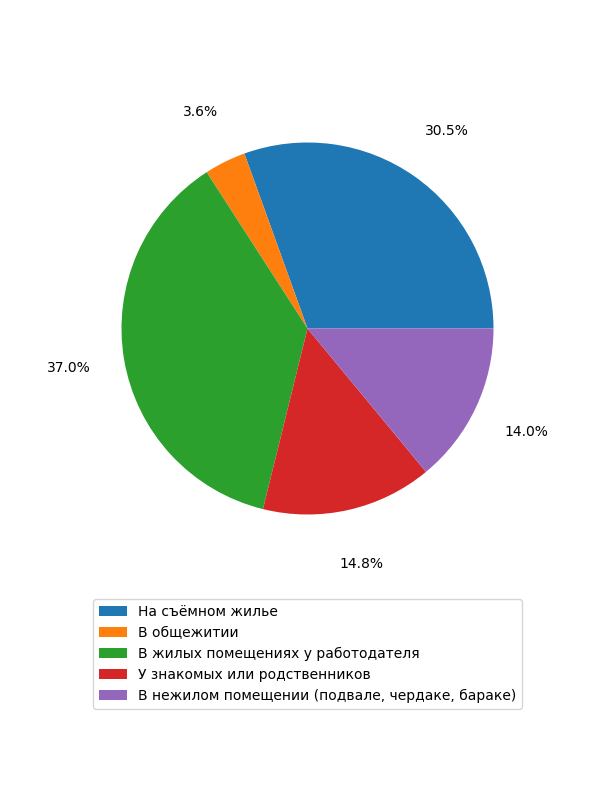 3.6%
30.5%
37.0%
14.0%
14.8%
На съёмном жилье
В общежитии
В жилых помещениях у работодателя
У знакомых или родственников
В нежилом помещении (подвале, чердаке, бараке)